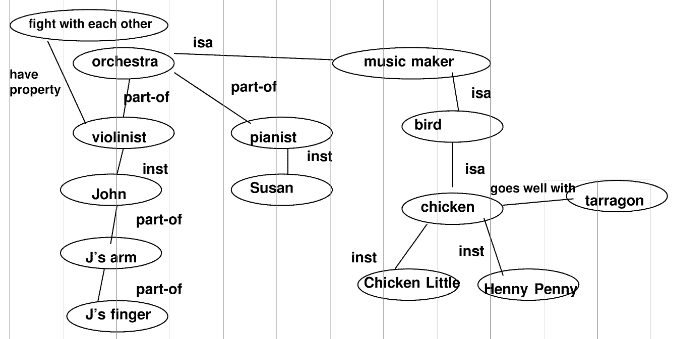 fight with each other
isa
orchestra
music maker
have
property
part-of
part-of
isa
violinist
pianist
bird
inst
inst
isa
John
Susan
goes well with
chicken
tarragon
part-of
J's arm
inst
inst
part-of
Chicken Little
Henny Penny
J's finger